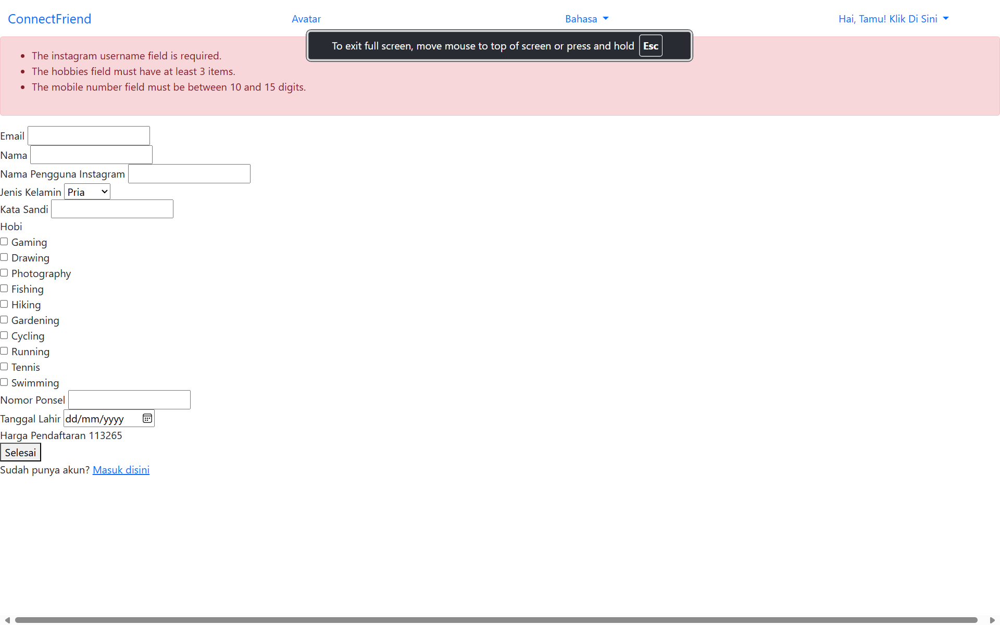 ConnectFriend
Avatar
Bahasa
Hai, Tamu! Klik Di Sini
To exit full screen, move mouse to top of screen or press and hold Esc
The instagram username field is required.
The hobbies field must have at least 3 items.
The mobile number field must be between 10 and 15 digits.
Email
Nama
Nama Pengguna Instagram
Jenis Kelamin Pria
Kata Sandi
Hobi
Gaming
Drawing
Photography
Fishing
Hiking
Gardening
Cycling
Running
Tennis
Swimming
Nomor Ponsel
Tanggal Lahir dd/mm/yyyy
Harga Pendaftaran 113265
Selesai
Sudah punya akun? Masuk disini